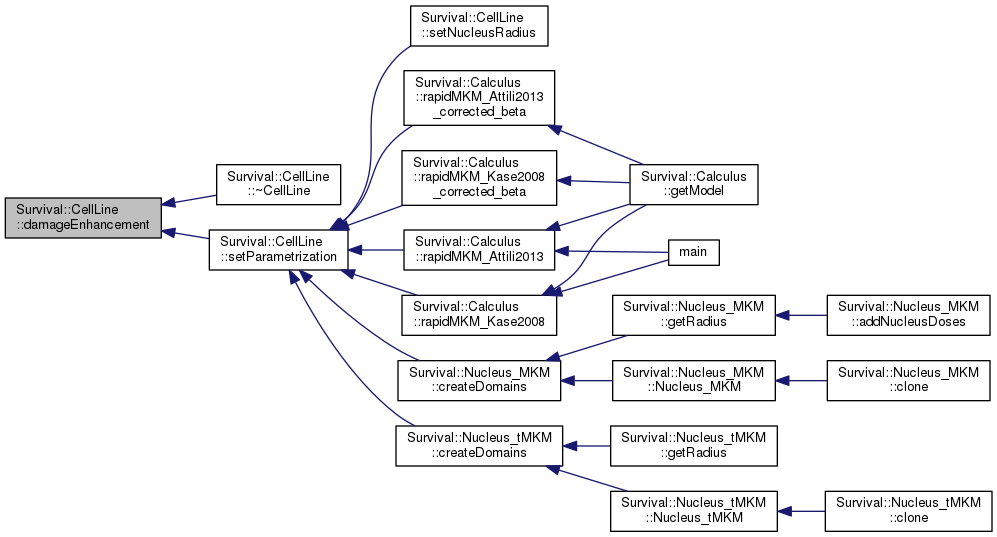 Survival::CellLine
::damageEnhancement
Survival::CellLine
::~CellLine
Survival::CellLine
::setParametrization
Survival::CellLine
::setNucleusRadius
Survival::Calculus
::rapidMKM_Attili2013
_corrected_beta
Survival::Calculus
::rapidMKM_Kase2008
_corrected_beta
Survival::Calculus
::rapidMKM_Attili2013
Survival::Calculus
::rapidMKM_Kase2008
Survival::Nucleus_MKM
::createDomains
Survival::Nucleus_tMKM
::createDomains
Survival::Calculus
::getModel
main
Survival::Nucleus_MKM
::getRadius
Survival::Nucleus_MKM
::Nucleus_MKM
Survival::Nucleus_tMKM
::getRadius
Survival::Nucleus_tMKM
::Nucleus_tMKM
Survival::Nucleus_MKM
::addNucleusDoses
Survival::Nucleus_MKM
::clone
Survival::Nucleus_tMKM
::clone